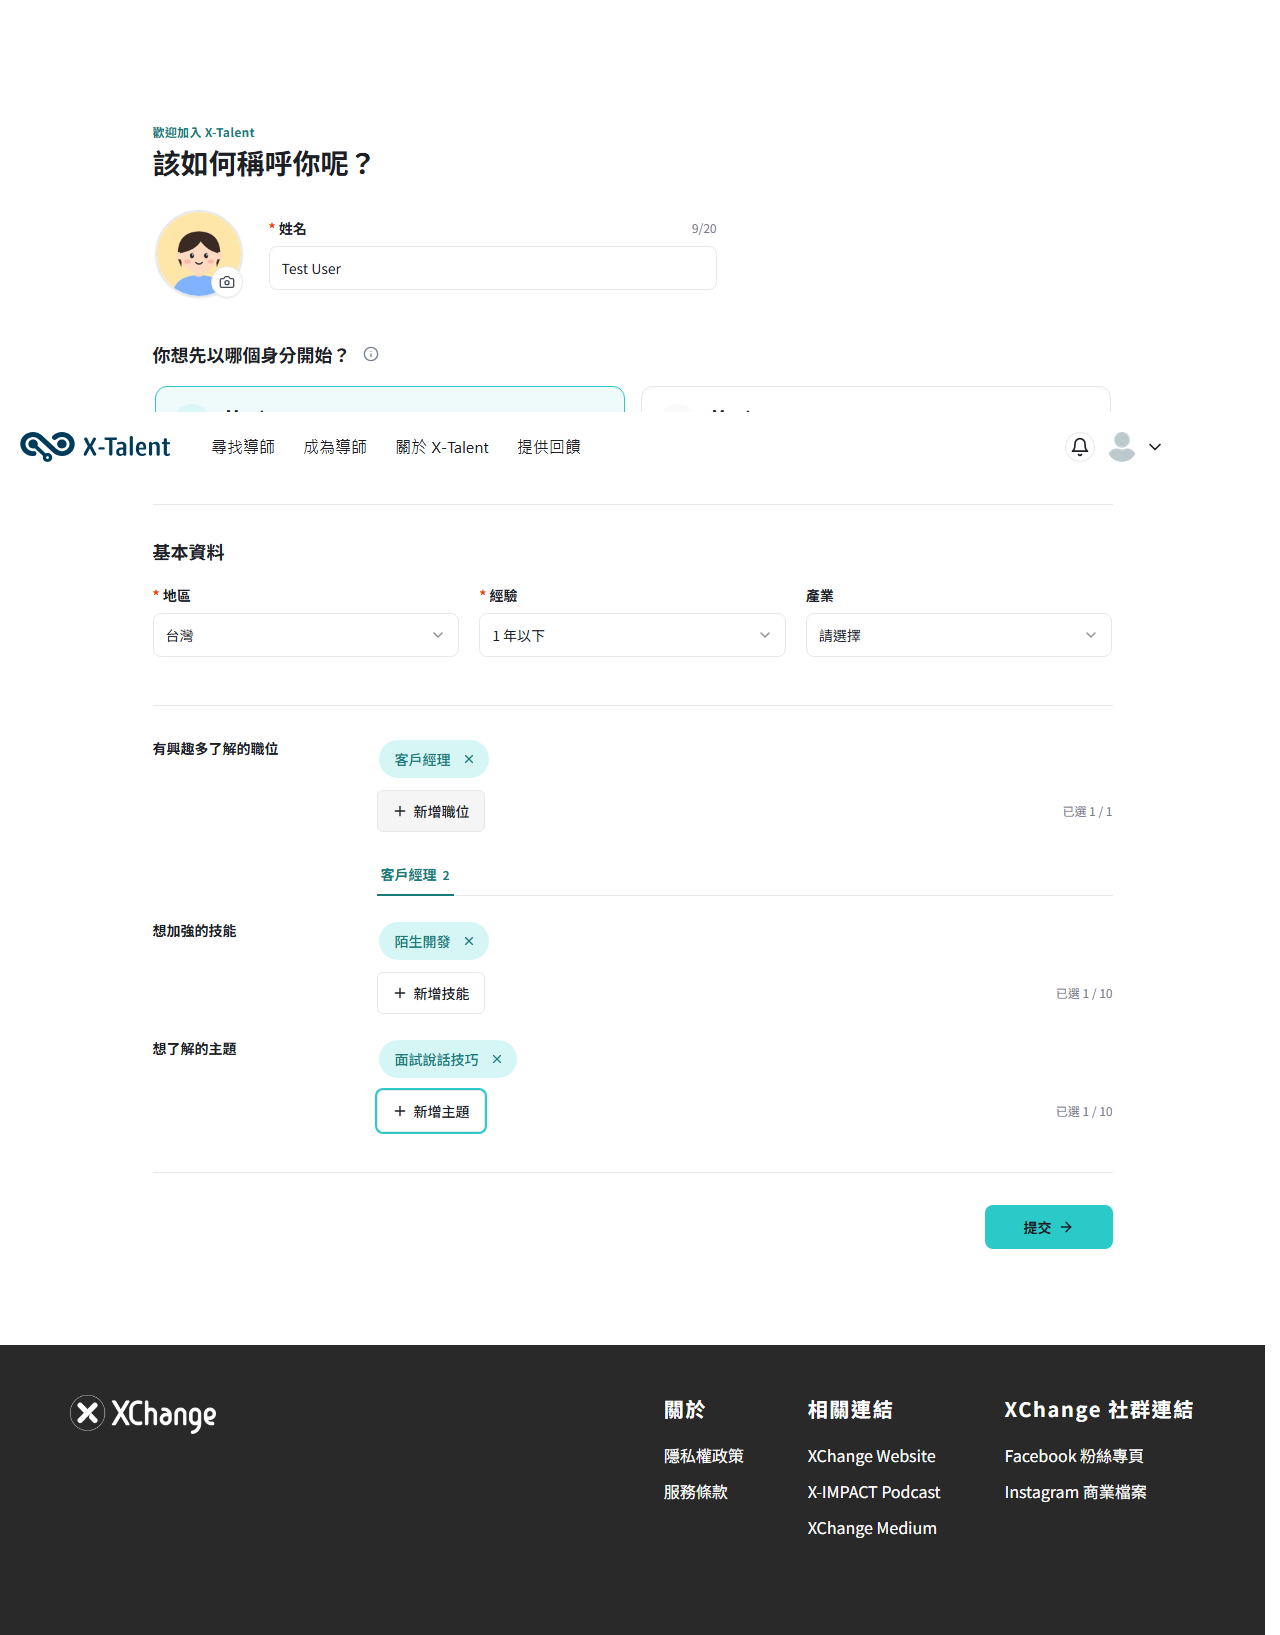 歡迎加入 X-Talent
該如何稱呼你呢？
* 姓名
9/20
Test User
你想先以哪個身分開始？
X-Talent
尋找導師
成為導師
關於 X-Talent
提供回饋
基本資料
* 地區
* 經驗
產業
台灣
1 年以下
請選擇
有興趣多了解的職位
客戶經理
新增職位
已選 1 / 1
客戶經理 2
想加強的技能
陌生開發
新增技能
已選 1 / 10
想了解的主題
面試說話技巧
新增主題
已選 1 / 10
提交
XChange
關於
隱私權政策
服務條款
相關連結
XChange Website
X-IMPACT Podcast
XChange Medium
XChange 社群連結
Facebook 粉絲專頁
Instagram 商業檔案